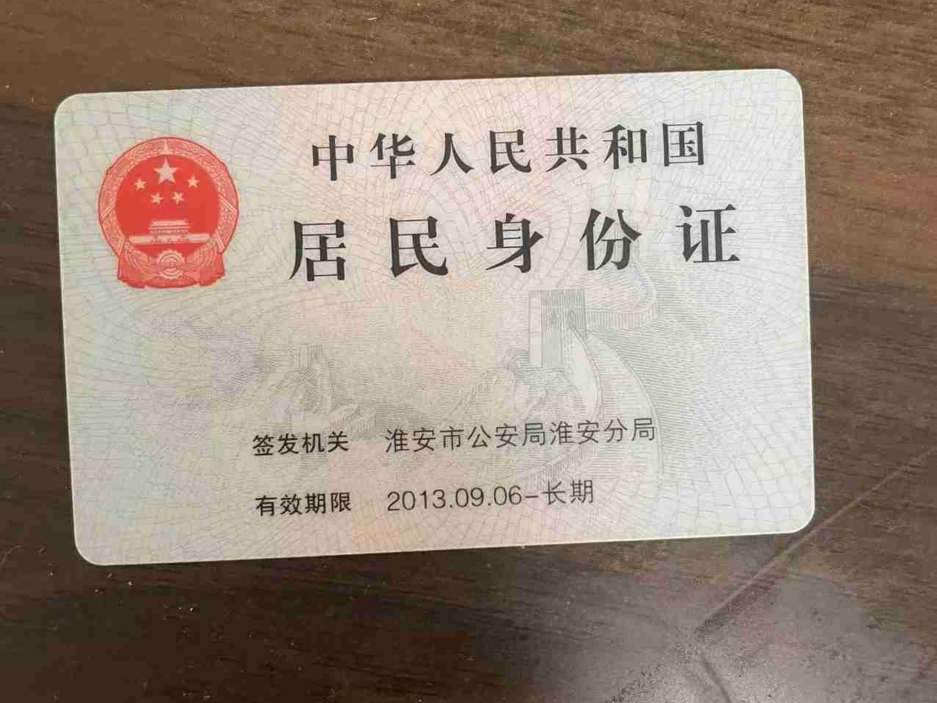 中华人民共和国
居民身份证
签发机关 淮安市公安局淮安分局
有效期限 2013.09.06-长期